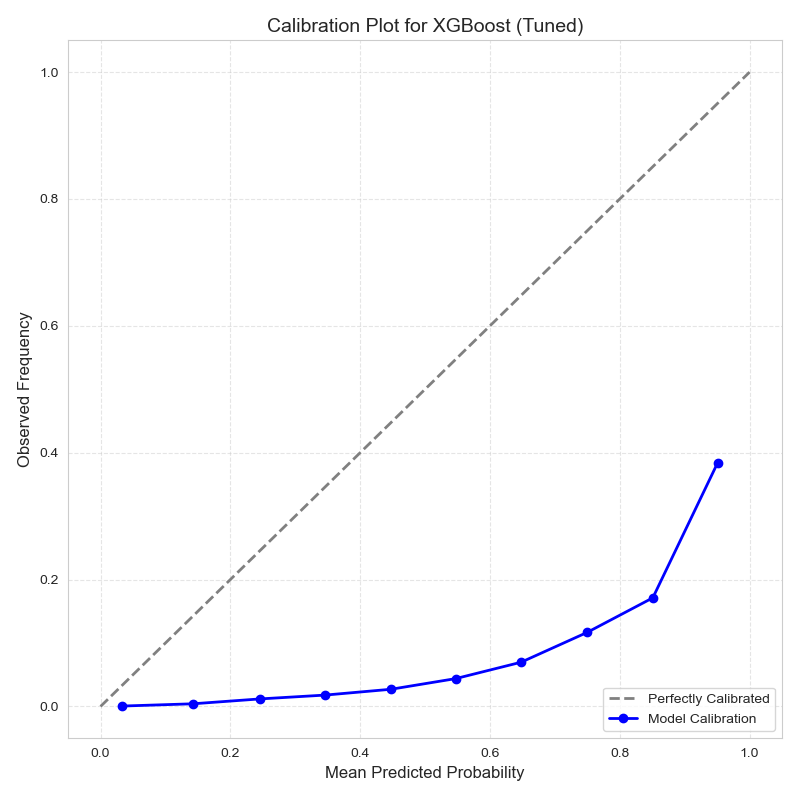 Calibration Plot for XGBoost (Tuned)
Observed Frequency
1.0
0.8
0.6
0.4
0.2
0.0
0.0 0.2 0.4 0.6 0.8 1.0
Mean Predicted Probability
Perfectly Calibrated
Model Calibration